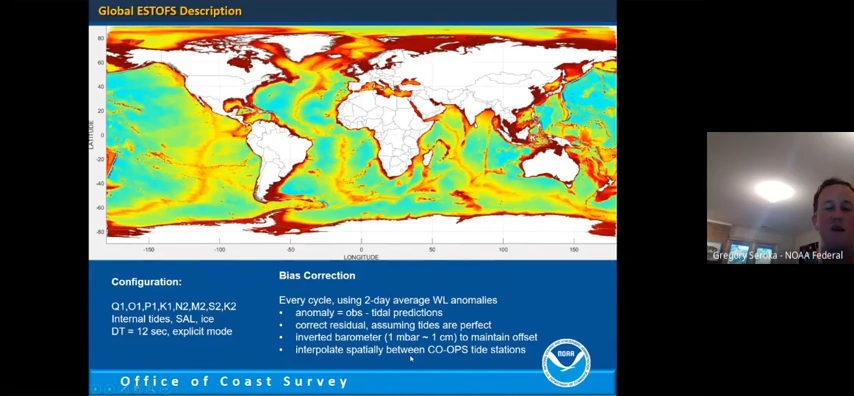 Global ESTOFS Description
80
60
40
20
0
-20
-40
-60
-80
LATITUDE
-150
-100
-50
0
50
100
150
LONGITUDE
Configuration:
Q1,O1,P1,K1,N2,M2,S2,K2
Internal tides, SAL, ice
DT = 12 sec, explicit mode
Bias Correction
Every cycle, using 2-day average WL anomalies
• anomaly = obs - tidal predictions
• correct residual, assuming tides are perfect
• inverted barometer (1 mbar ~ 1 cm) to maintain offset
• interpolate spatially between CO-OPS tide stations
NOAA
Office of Coast Survey
Gregory Seroka - NOAA Federal